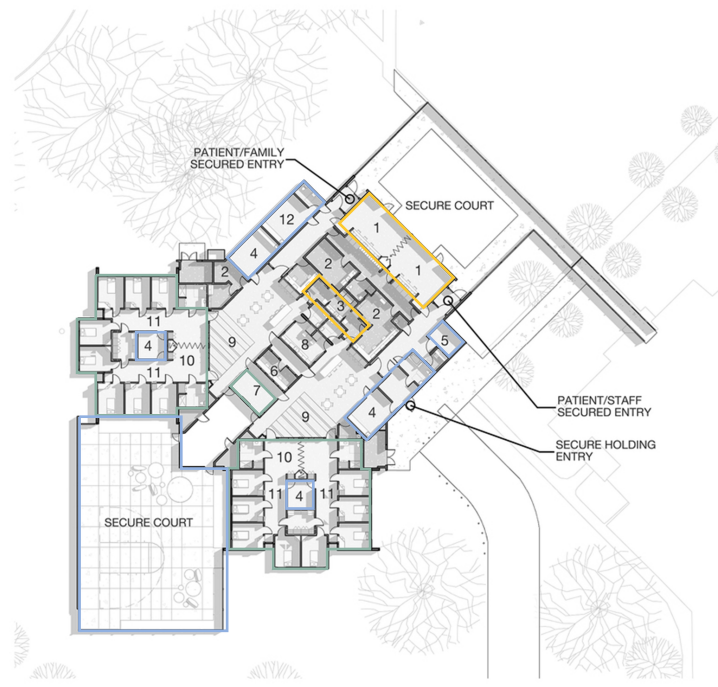 PATIENT/FAMILY
SECURED ENTRY
SECURE COURT
12
1
4
1
2
2
3
2
11
4
10
9
8
5
11
6
7
4
9
PATIENT/STAFF
SECURED ENTRY
10
SECURE HOLDING
ENTRY
11
4
11
SECURE COURT